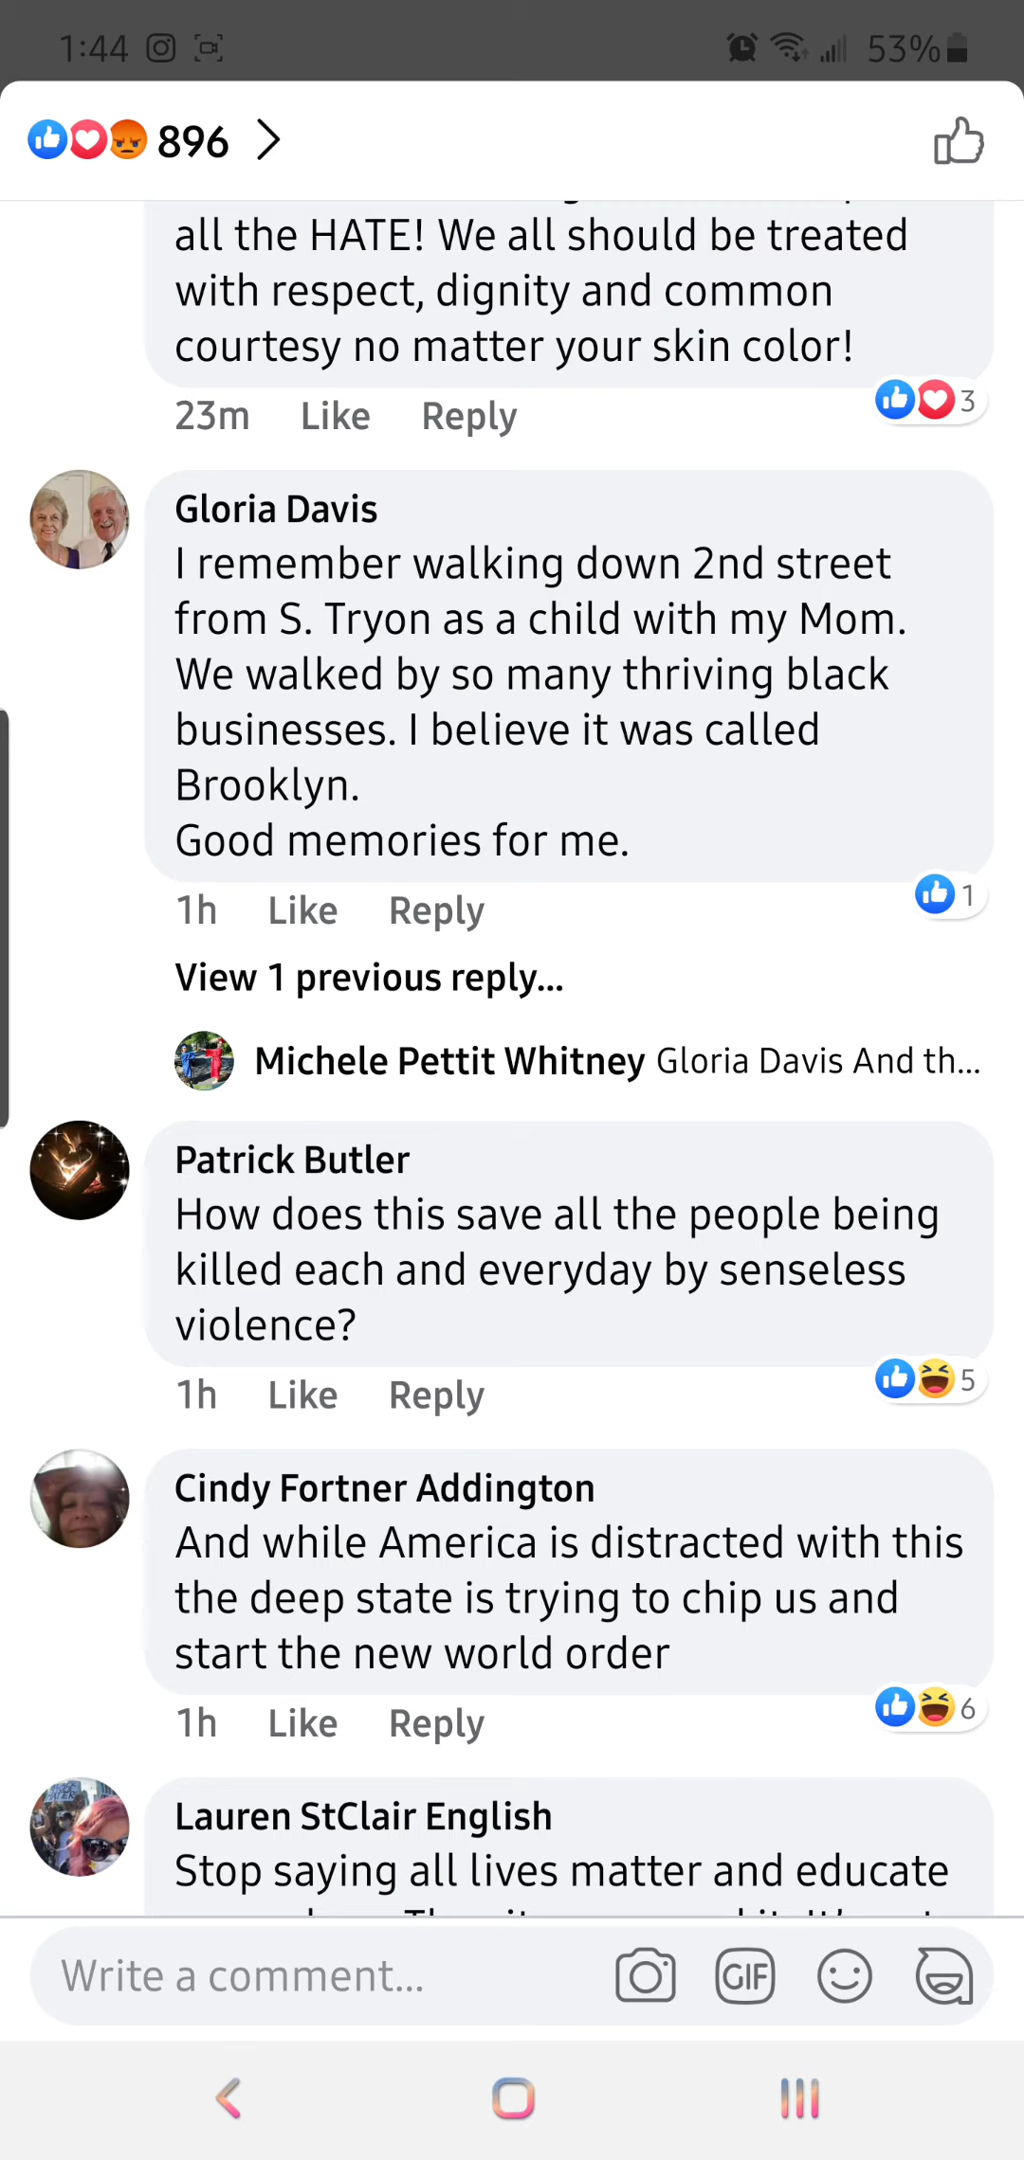 1:44
53%
896
all the HATE! We all should be treated
with respect, dignity and common
courtesy no matter your skin color!
23m Like Reply
3
Gloria Davis
I remember walking down 2nd street
from S. Tryon as a child with my Mom.
We walked by so many thriving black
businesses. I believe it was called
Brooklyn.
Good memories for me.
1h Like Reply
1
View 1 previous reply...
Michele Pettit Whitney Gloria Davis And th...
Patrick Butler
How does this save all the people being
killed each and everyday by senseless
violence?
1h Like Reply
5
Cindy Fortner Addington
And while America is distracted with this
the deep state is trying to chip us and
start the new world order
1h Like Reply
6
Lauren StClair English
Stop saying all lives matter and educate
Write a comment...
GIF